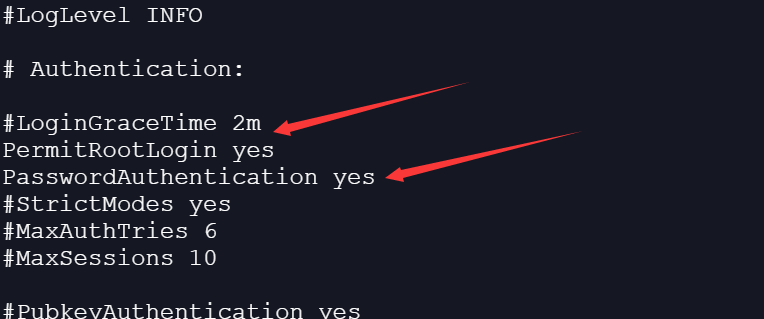 #LogLevel INFO
# Authentication:
#LoginGraceTime 2m
PermitRootLogin yes
PasswordAuthentication yes
#StrictModes yes
#MaxAuthTries 6
#MaxSessions 10
#PubkeyAuthentication yes